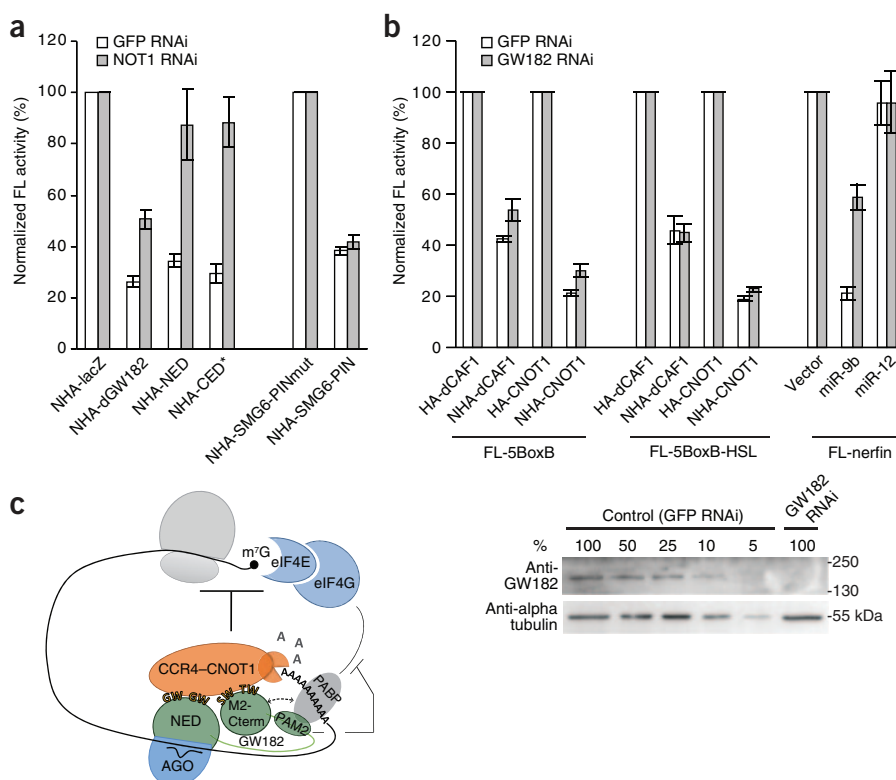 a
GFP RNAi
NOT1 RNAi
Normalized FL activity (%)
120
100
80
60
40
20
0
NHA-lacZ
NHA-dGW182
NHA-NED
NHA-CED*
NHA-SMG6-PINmut
NHA-SMG6-PIN
b
GFP RNAi
GW182 RNAi
Normalized FL activity (%)
120
100
80
60
40
20
0
HA-dCAF1
NHA-dCAF1
HA-CNOT1
NHA-CNOT1
HA-dCAF1
NHA-dCAF1
HA-CNOT1
NHA-CNOT1
Vector
miR-9b
miR-12
FL-5BoxB
FL-5BoxB-HSL
FL-nerfin
Control (GFP RNAi)
GW182
RNAi
% 100 50 25 10 5 100
Anti-
GW182
-250
-130
Anti-alpha
tubulin
-55 kDa
c
m7G
eIF4E
eIF4G
A
A
A
A
CCR4–CNOT1
AAAAAAAAAA
PABP
GW GW SW TW
NED
M2-
Cterm
PAM2
GW182
AGO